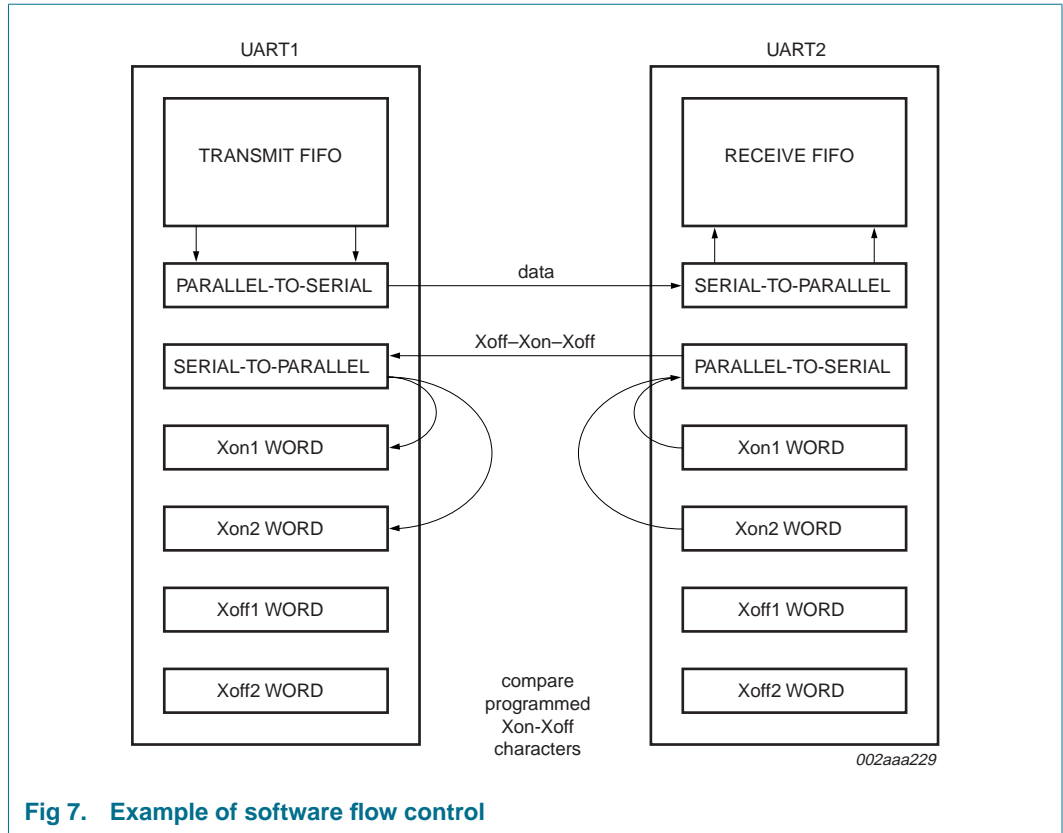 UART1
UART2
TRANSMIT FIFO
RECEIVE FIFO
PARALLEL-TO-SERIAL
data
SERIAL-TO-PARALLEL
Xoff–Xon–Xoff
SERIAL-TO-PARALLEL
PARALLEL-TO-SERIAL
Xon1 WORD
Xon1 WORD
Xon2 WORD
Xon2 WORD
Xoff1 WORD
Xoff1 WORD
Xoff2 WORD
Xoff2 WORD
compare
programmed
Xon-Xoff
characters
002aaa229
Fig 7. Example of software flow control